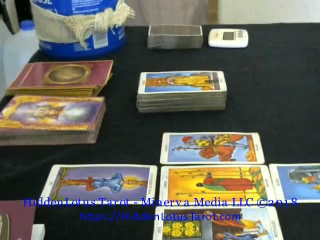 HiddenLotus Tarot - Minerva Media LLC ©2018
https://hiddenlotustarot.com